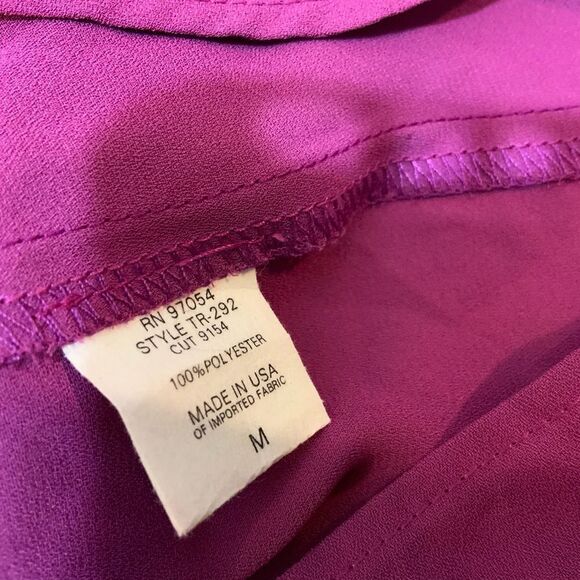 RN 97054
STYLE TR-292
CUT 9154
100%POLYESTER
MADE IN USA
OF IMPORTED FABRIC
M